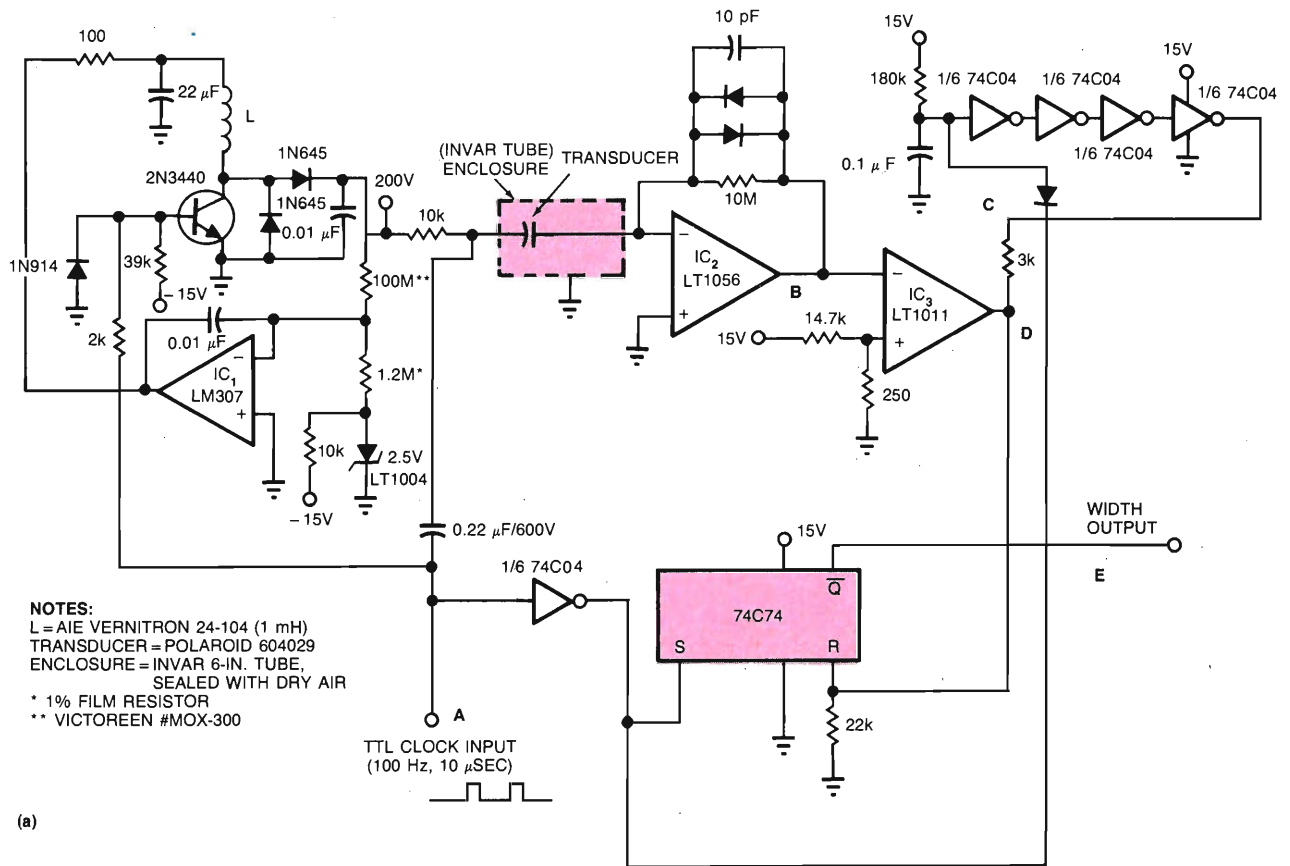 100
22 μF
L
2N3440
1N645
1N645
0.01 μF
1N914
39k
−15V
2k
0.01 μF
IC1
LM307
−
+
200V
10k
100M**
1.2M*
10k
−15V
2.5V
LT1004
0.22 μF/600V
(INVAR TUBE)
ENCLOSURE
TRANSDUCER
10 pF
10M
−
+
IC2
LT1056
B
15V
14.7k
250
−
+
IC3
LT1011
15V
180k
0.1 μF
1/6 74C04
1/6 74C04
1/6 74C04
15V
1/6 74C04
C
3k
D
WIDTH
OUTPUT
E
1/6 74C04
15V
Q
74C74
S
R
22k
NOTES:
L = AIE VERNITRON 24-104 (1 mH)
TRANSDUCER = POLAROID 604029
ENCLOSURE = INVAR 6-IN. TUBE,
SEALED WITH DRY AIR
* 1% FILM RESISTOR
** VICTOREEN #MOX-300
A
TTL CLOCK INPUT
(100 Hz, 10 μSEC)
(a)